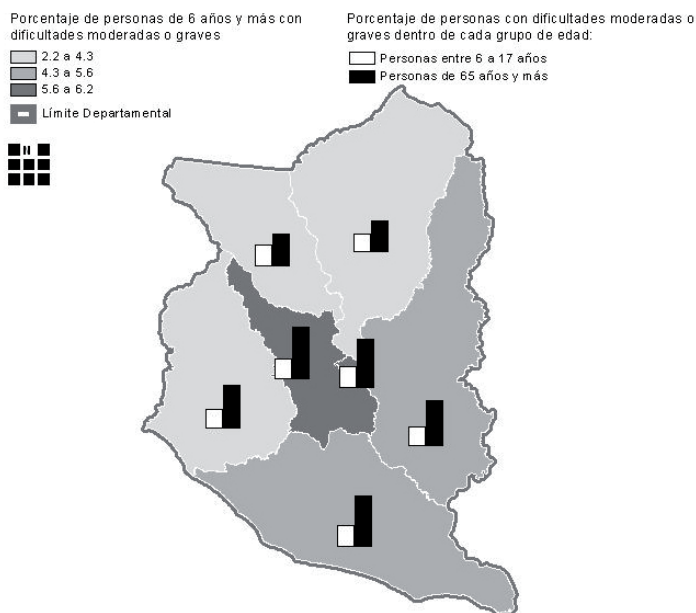 Porcentaje de personas de 6 años y más con
dificultades moderadas o graves
2.2 a 4.3
4.3 a 5.6
5.6 a 6.2
Límite Departamental
N
Porcentaje de personas con dificultades moderadas o
graves dentro de cada grupo de edad:
Personas entre 6 a 17 años
Personas de 65 años y más